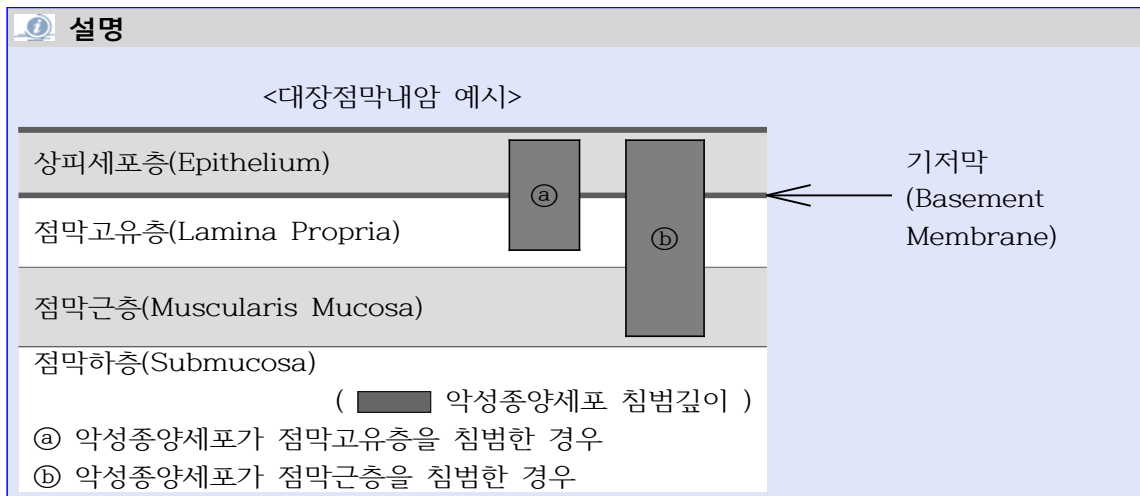 설명
<대장점막내암 예시>
상피세포층(Epithelium)
기저막
(Basement
Membrane)
ⓐ
점막고유층(Lamina Propria)
ⓑ
점막근층(Muscularis Mucosa)
점막하층(Submucosa)
( 악성종양세포 침범깊이 )
ⓐ 악성종양세포가 점막고유층을 침범한 경우
ⓑ 악성종양세포가 점막근층을 침범한 경우